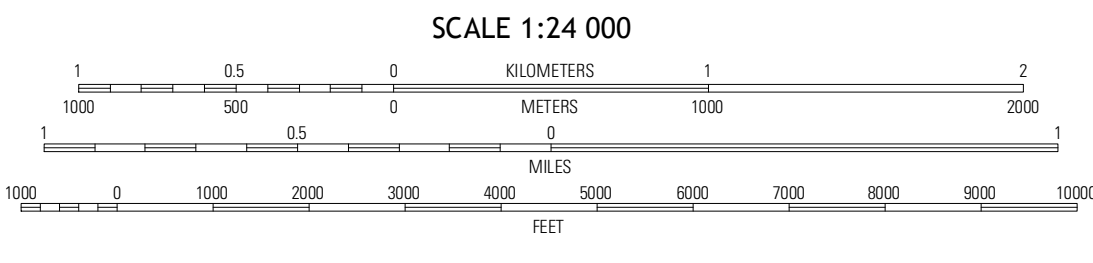 SCALE 1:24 000
1 0.5 0 KILOMETERS 1 2
1000 500 0 METERS 1000 2000
1 0.5 0 1
MILES
1000 0 1000 2000 3000 4000 5000 6000 7000 8000 9000 10000
FEET